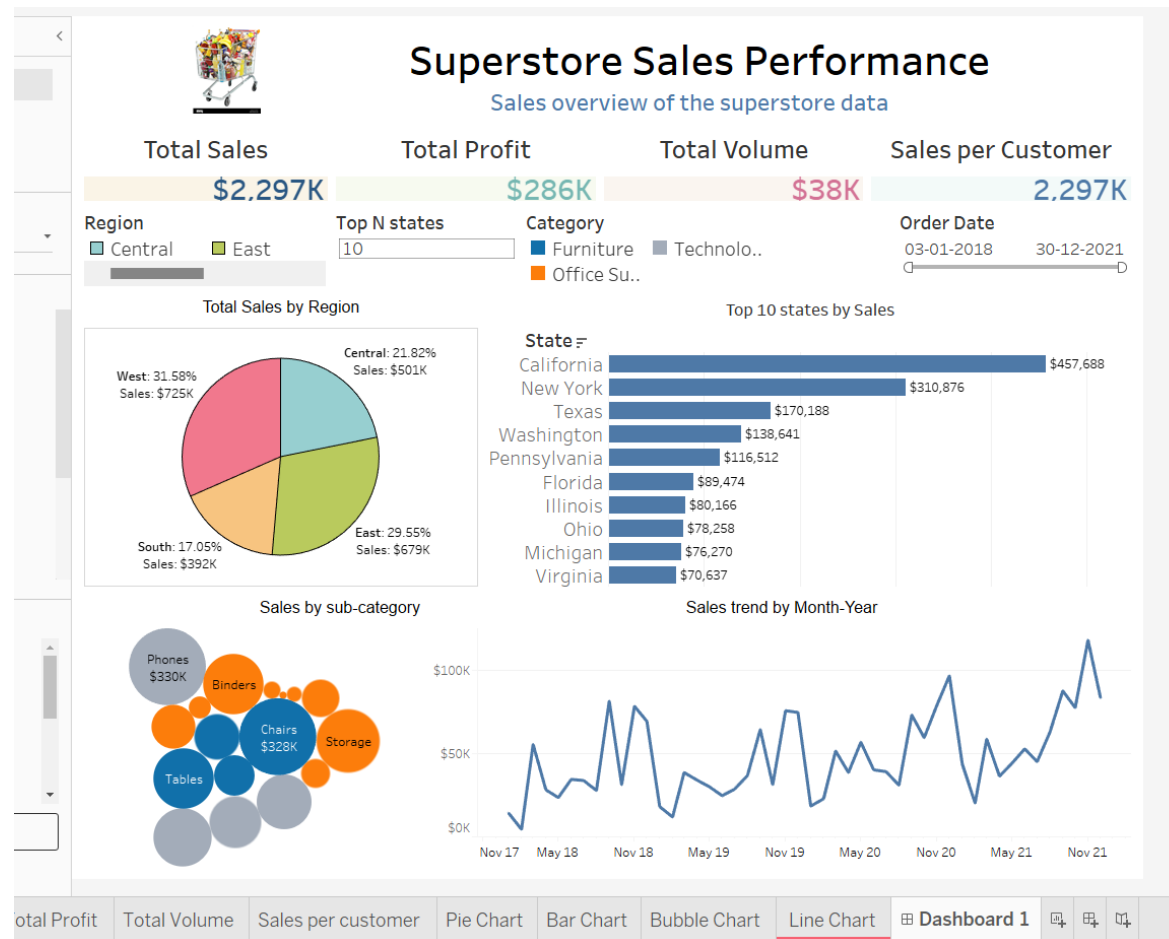 Superstore Sales Performance
Sales overview of the superstore data
Total Sales
Total Profit
Total Volume
Sales per Customer
$2,297K
$286K
$38K
2,297K
Region
Central
East
Top N states
10
Category
Furniture
Technolo..
Office Su..
Order Date
03-01-2018
30-12-2021
Total Sales by Region
Central: 21.82%
Sales: $501K
West: 31.58%
Sales: $725K
East: 29.55%
Sales: $679K
South: 17.05%
Sales: $392K
Top 10 states by Sales
State
California $457,688
New York $310,876
Texas $170,188
Washington $138,641
Pennsylvania $116,512
Florida $89,474
Illinois $80,166
Ohio $78,258
Michigan $76,270
Virginia $70,637
Sales by sub-category
Phones
$330K
Binders
Chairs
$328K
Storage
Tables
Sales trend by Month-Year
$100K
$50K
$0K
Nov 17 May 18 Nov 18 May 19 Nov 19 May 20 Nov 20 May 21 Nov 21
otal Profit
Total Volume
Sales per customer
Pie Chart
Bar Chart
Bubble Chart
Line Chart
Dashboard 1